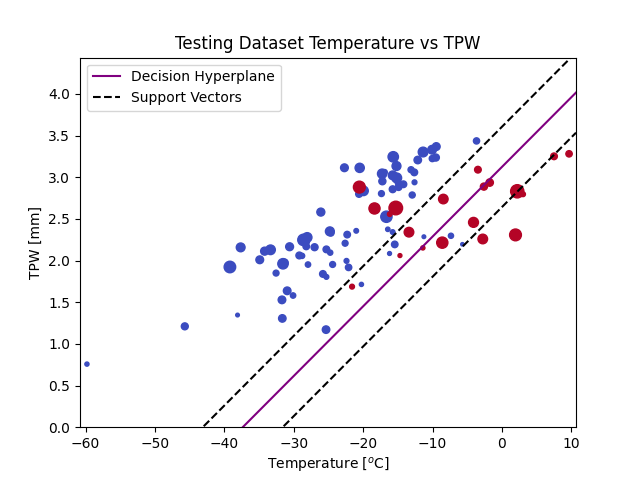 Testing Dataset Temperature vs TPW
Decision Hyperplane
Support Vectors
TPW [mm]
4.0
3.5
3.0
2.5
2.0
1.5
1.0
0.5
0.0
−60 −50 −40 −30 −20 −10 0 10
Temperature [°C]